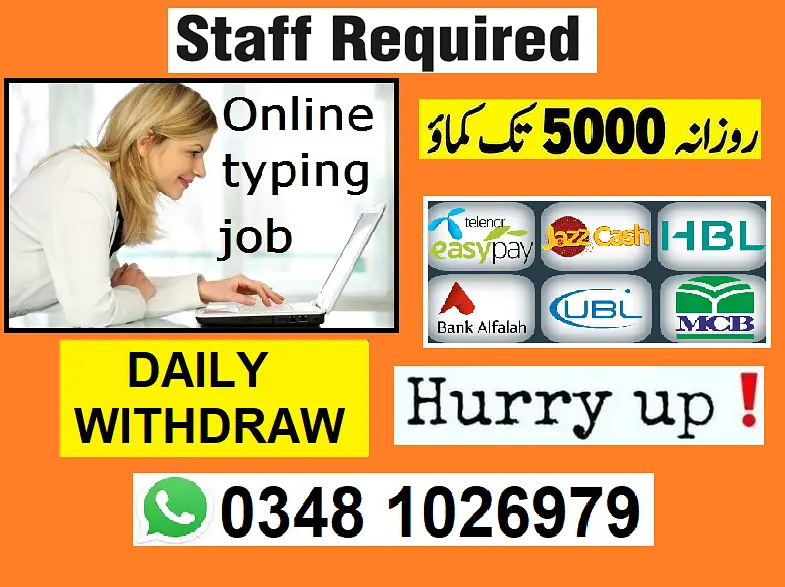 Staff Required
Online
typing
job
روزانہ 5000 تک کماؤ
telenor
easypay
JazzCash
HBL
Bank Alfalah
UBL
MCB
DAILY
WITHDRAW
Hurry up!
0348 1026979